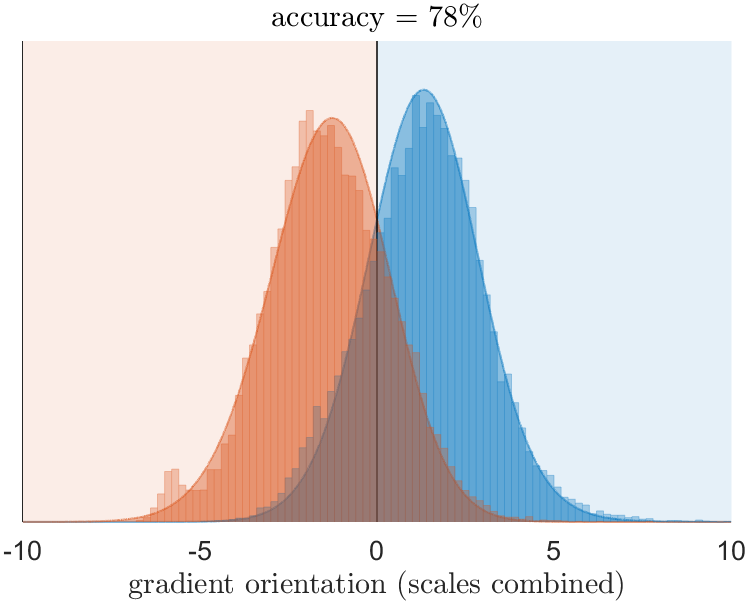 accuracy = 78%
-10 -5 0 5 10
gradient orientation (scales combined)